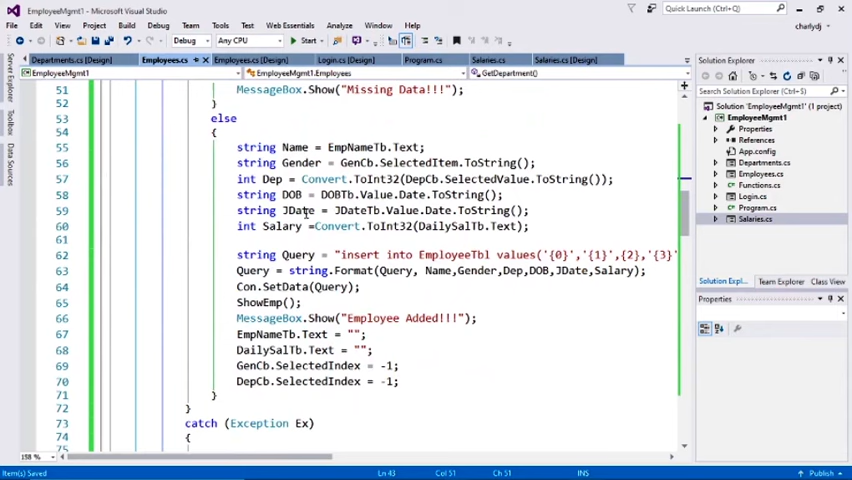 EmployeeMgmt1 - Microsoft Visual Studio
Quick Launch (Ctrl+Q)
File Edit View Project Build Debug Team Tools Test Web Essentials Analyze Window Help
charlydj
Debug Any CPU Start
Departments.cs [Design] Employees.cs Employees.cs [Design] Login.cs [Design] Program.cs Salaries.cs Salaries.cs [Design]
EmployeeMgmt1 EmployeeMgmt1.Employees GetDepartment()
Server Explorer
Toolbox
Data Sources
51 MessageBox.Show("Missing Data!!!");
52 }
53 else
54 {
55 string Name = EmpNameTb.Text;
56 string Gender = GenCb.SelectedItem.ToString();
57 int Dep = Convert.ToInt32(DepCb.SelectedValue.ToString());
58 string DOB = DOBTb.Value.Date.ToString();
59 string JDate = JDateTb.Value.Date.ToString();
60 int Salary =Convert.ToInt32(DailySalTb.Text);
61
62 string Query = "insert into EmployeeTbl values('{0}','{1}',{2},'{3}'
63 Query = string.Format(Query, Name,Gender,Dep,DOB,JDate,Salary);
64 Con.SetData(Query);
65 ShowEmp();
66 MessageBox.Show("Employee Added!!!");
67 EmpNameTb.Text = "";
68 DailySalTb.Text = "";
69 GenCb.SelectedIndex = -1;
70 DepCb.SelectedIndex = -1;
71 }
72 }
73 catch (Exception Ex)
74 {
75
Solution Explorer
Search Solution Explorer (Ctrl+;)
Solution 'EmployeeMgmt1' (1 project)
EmployeeMgmt1
Properties
References
App.config
Departments.cs
Employees.cs
Functions.cs
Login.cs
Program.cs
Salaries.cs
Solution Expl... Team Explorer Class View
Properties
Item(s) Saved Ln 43 Col 51 Ch 51 INS Publish